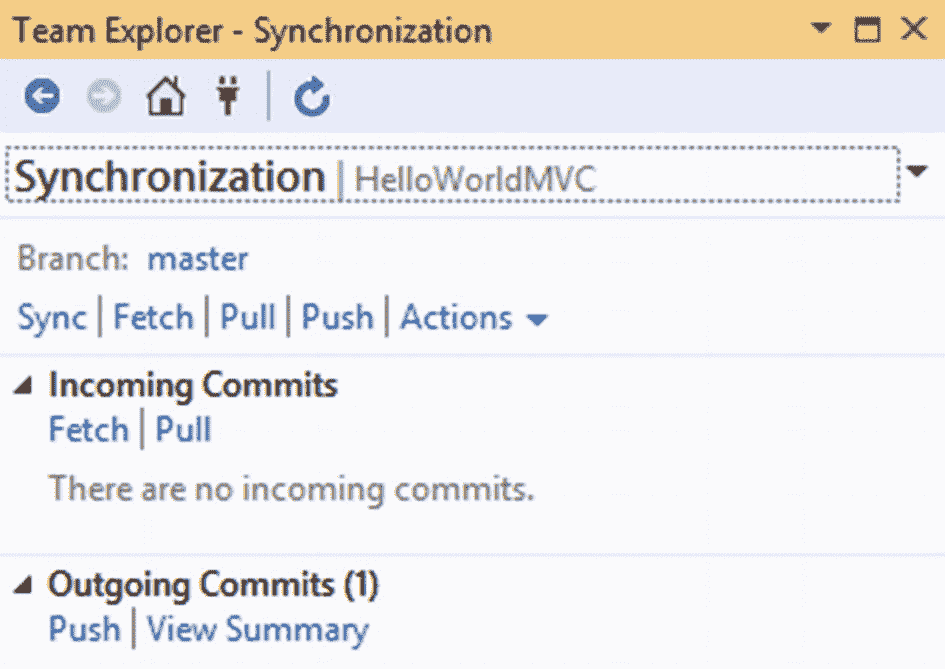 Team Explorer - Synchronization
Synchronization | HelloWorldMVC
Branch: master
Sync | Fetch | Pull | Push | Actions
Incoming Commits
Fetch | Pull
There are no incoming commits.
Outgoing Commits (1)
Push | View Summary